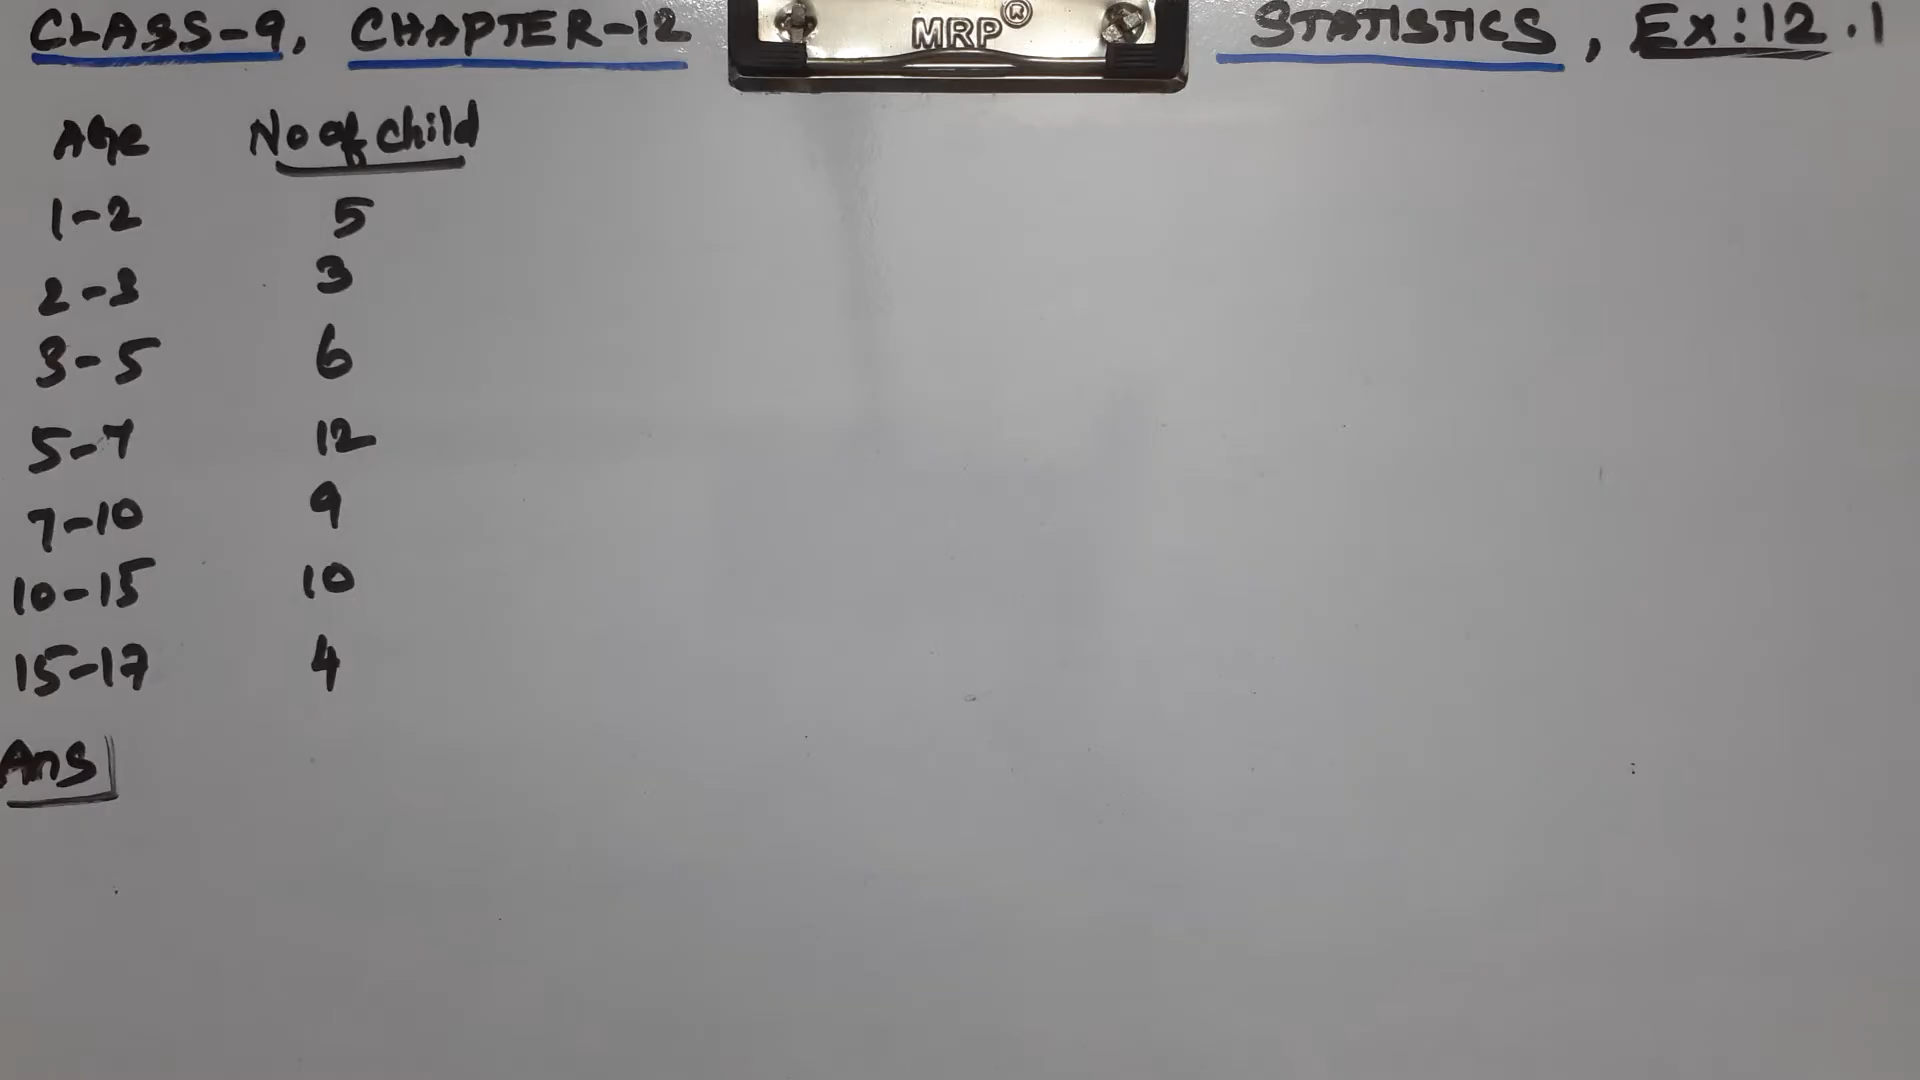 CLASS-9, CHAPTER-12 MRP® STATISTICS, Ex:12.1
Age No of child
1-2 5
2-3 3
3-5 6
5-7 12
7-10 9
10-15 10
15-17 4
Ans